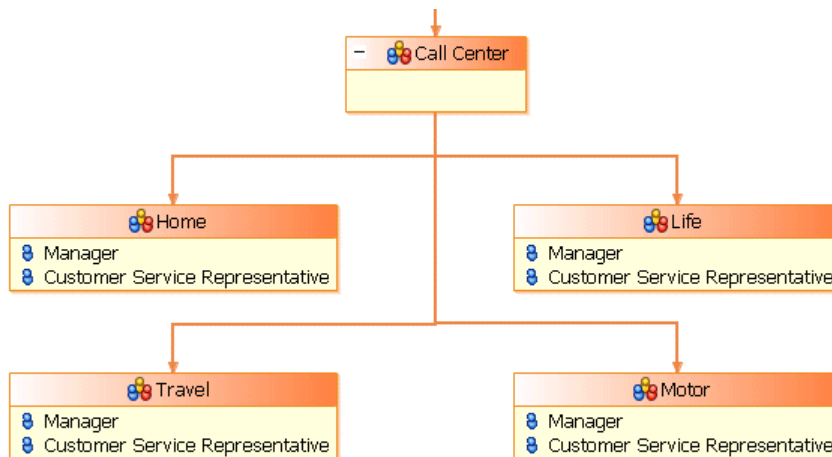 Call Center
Home
Manager
Customer Service Representative
Life
Manager
Customer Service Representative
Travel
Manager
Customer Service Representative
Motor
Manager
Customer Service Representative